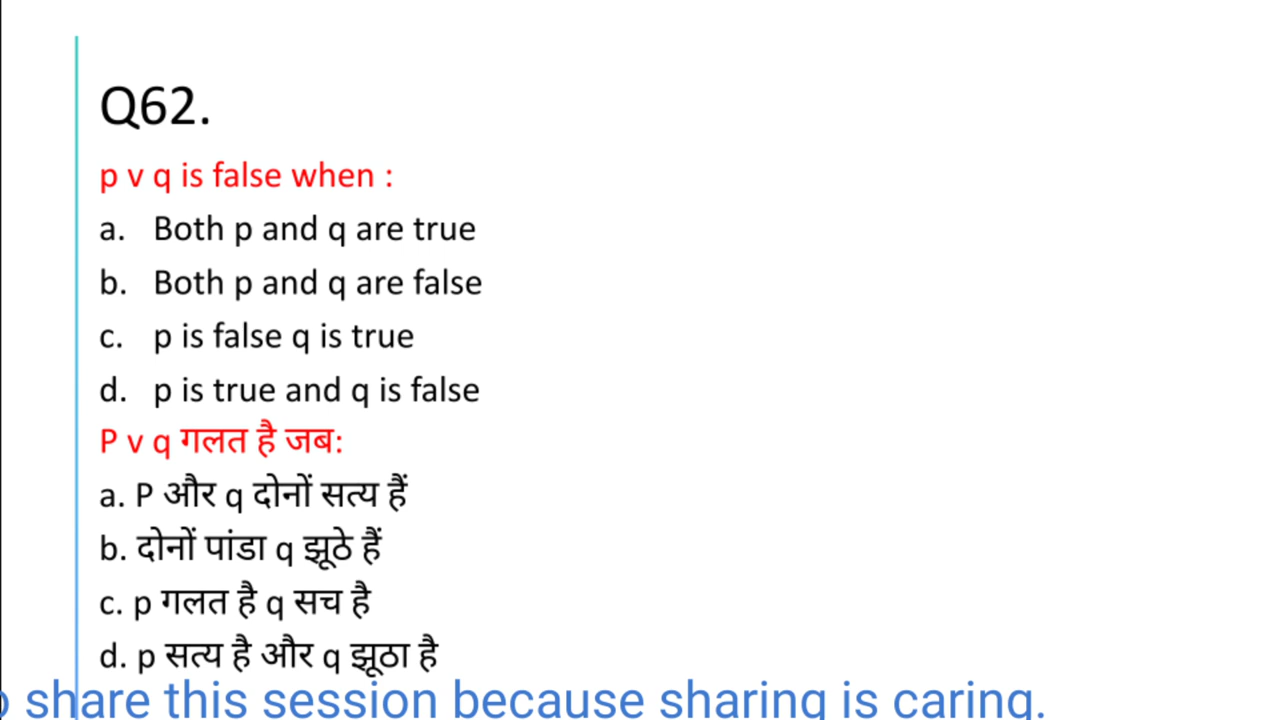 Q62.
p v q is false when :
a. Both p and q are true
b. Both p and q are false
c. p is false q is true
d. p is true and q is false
P v q गलत है जब:
a. P और q दोनों सत्य हैं
b. दोनों पांडा q झूठे हैं
c. p गलत है q सच है
d. p सत्य है और q झूठा है
share this session because sharing is caring.